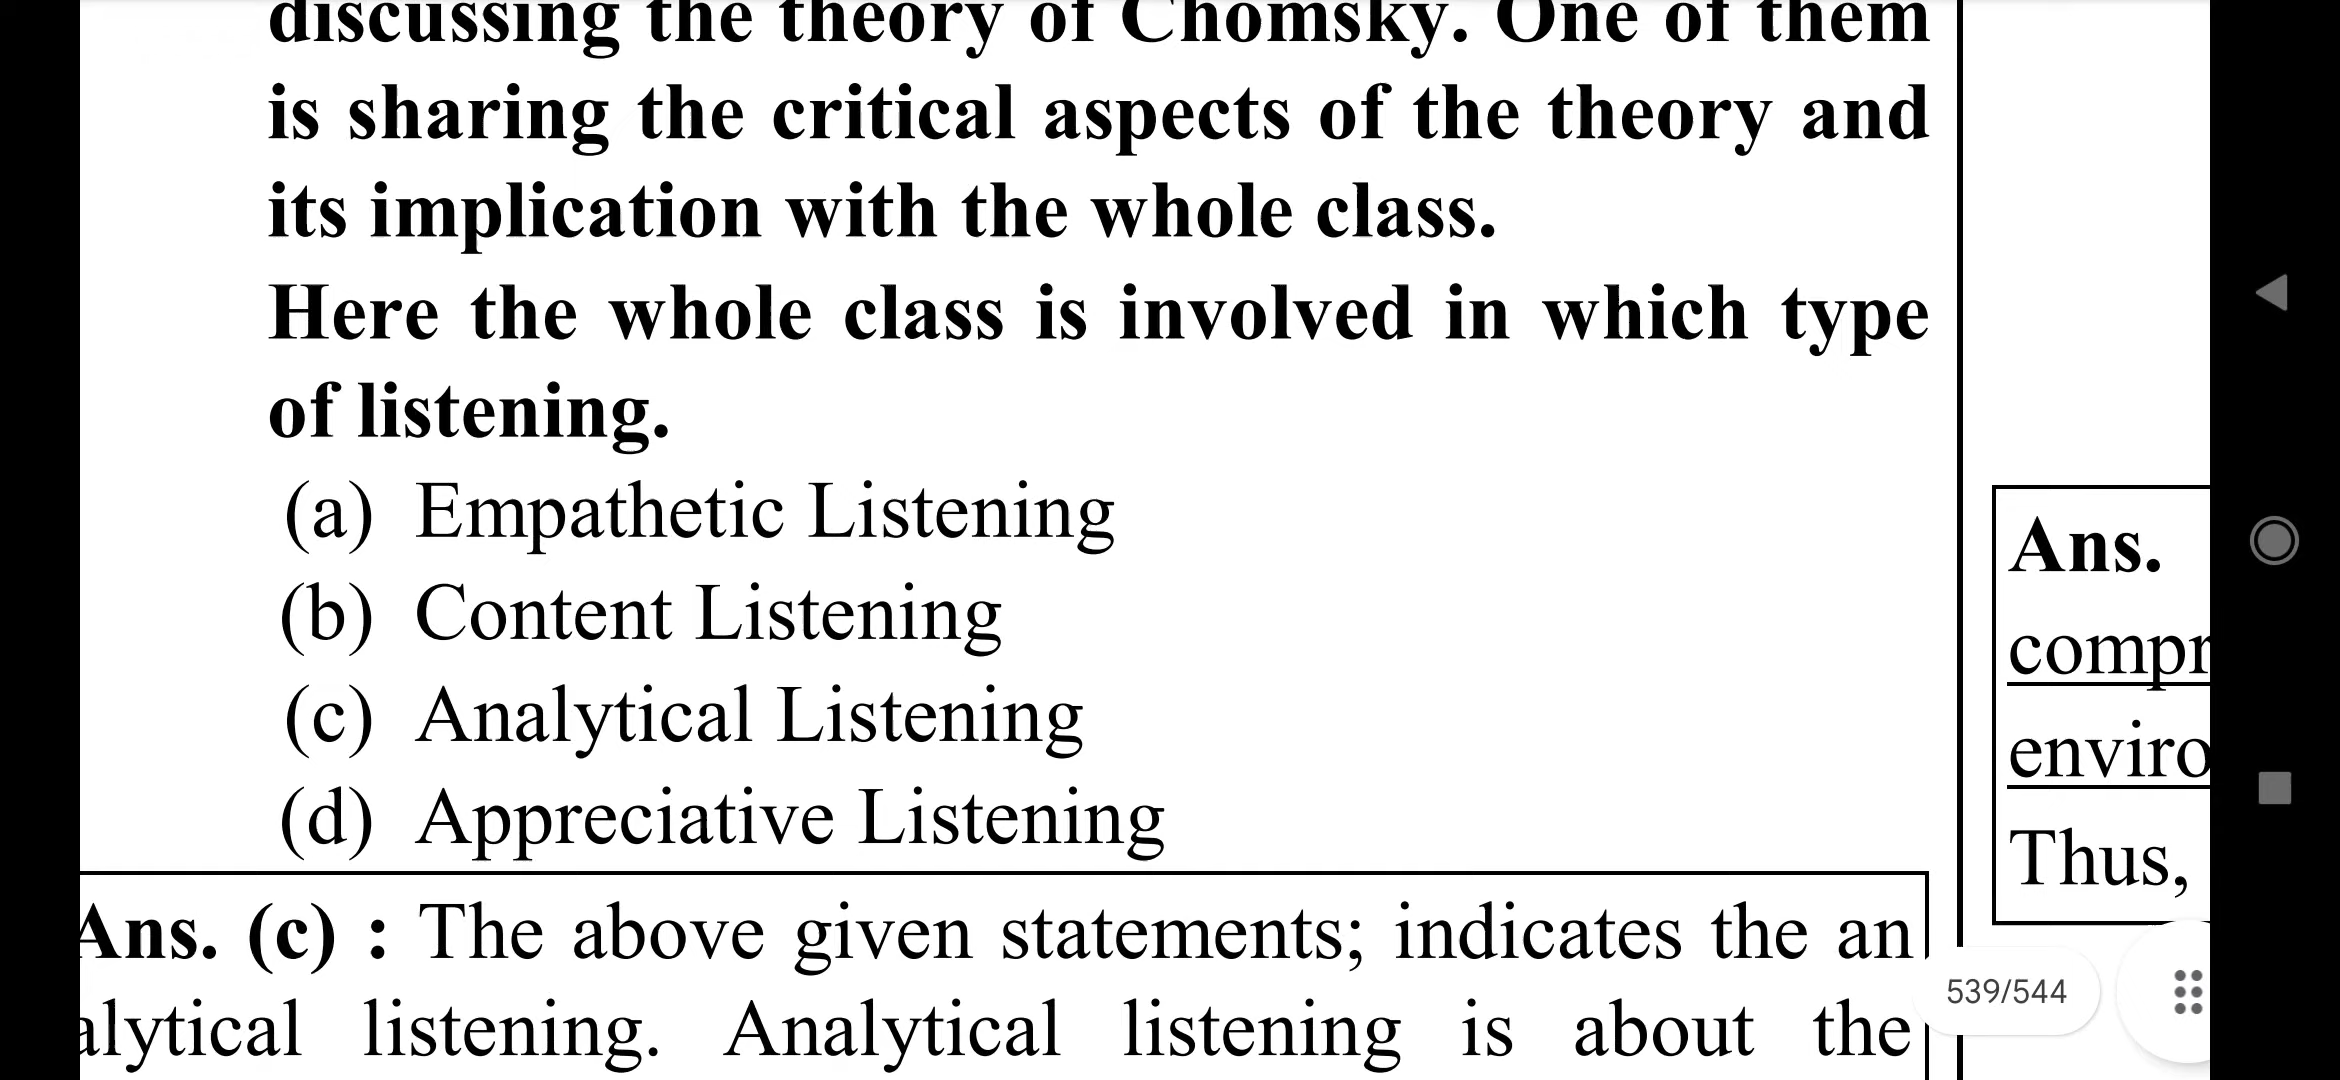 discussing the theory of Chomsky. One of them
is sharing the critical aspects of the theory and
its implication with the whole class.
Here the whole class is involved in which type
of listening.
(a) Empathetic Listening
(b) Content Listening
(c) Analytical Listening
(d) Appreciative Listening
Ans. (c) : The above given statements; indicates the an
alytical listening. Analytical listening is about the
Ans.
compr
enviro
Thus,
539/544